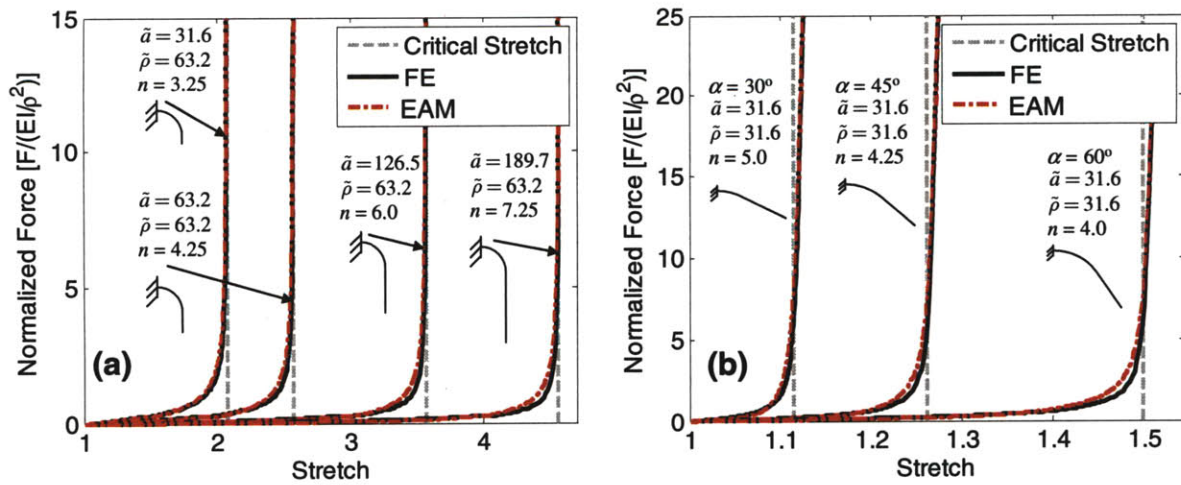 15
10
5
0
Normalized Force [F/(EI/ρ²)]
ã = 31.6
ρ̃ = 63.2
n = 3.25
ã = 63.2
ρ̃ = 63.2
n = 4.25
Critical Stretch
FE
EAM
ã = 126.5
ρ̃ = 63.2
n = 6.0
ã = 189.7
ρ̃ = 63.2
n = 7.25
(a)
1 2 3 4
Stretch
25
20
15
10
5
0
Normalized Force [F/(EI/ρ²)]
Critical Stretch
FE
EAM
α = 30º
ã = 31.6
ρ̃ = 31.6
n = 5.0
α = 45º
ã = 31.6
ρ̃ = 31.6
n = 4.25
α = 60º
ã = 31.6
ρ̃ = 31.6
n = 4.0
(b)
1 1.1 1.2 1.3 1.4 1.5
Stretch